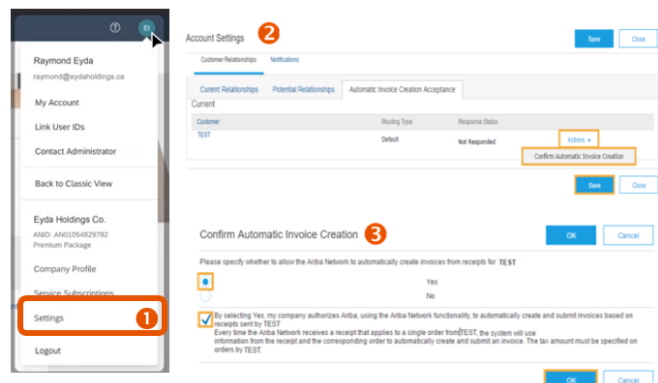 EI
Raymond Eyda
raymond@eydaholdings.ca
My Account
Link User IDs
Contact Administrator
Back to Classic View
Eyda Holdings Co.
ANID: AN01054829782
Premium Package
Company Profile
Service Subscriptions
Settings
1
Logout
Account Settings
2
Save
Close
Customer Relationships
Notifications
Current Relationships
Potential Relationships
Automatic Invoice Creation Acceptance
Current
Customer
Routing Type
Response Status
TEST
Default
Not Responded
Actions
Confirm Automatic Invoice Creation
Save
Close
Confirm Automatic Invoice Creation
3
OK
Cancel
Please specify whether to allow the Ariba Network to automatically create invoices from receipts for TEST
Yes
No
By selecting Yes, my company authorizes Ariba, using the Ariba Network functionality, to automatically create and submit invoices based on
receipts sent by TEST
Every time the Ariba Network receives a receipt that applies to a single order from TEST, the system will use
information from the receipt and the corresponding order to automatically create and submit an invoice. The tax amount must be specified on
orders by TEST.
OK
Cancel